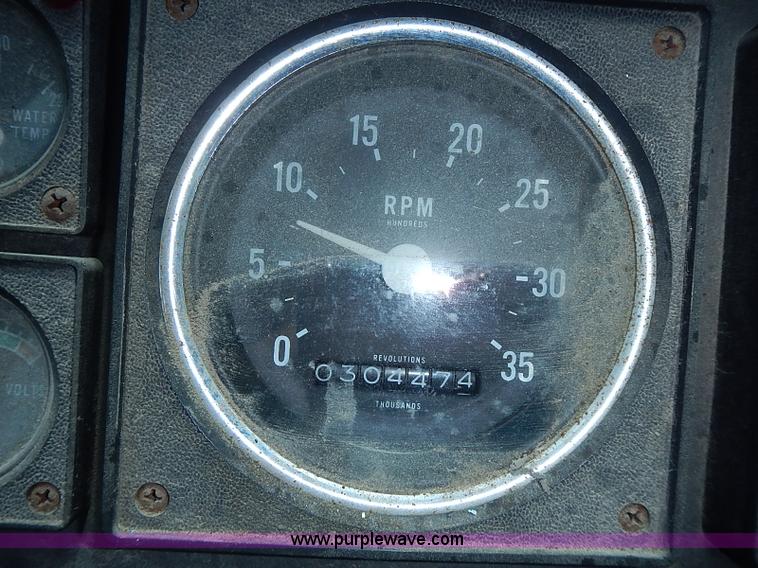 WATER
TEMP
VOLTS
0
5
10
15
20
25
30
35
RPM
HUNDREDS
REVOLUTIONS
0304474
THOUSANDS
www.purplewave.com